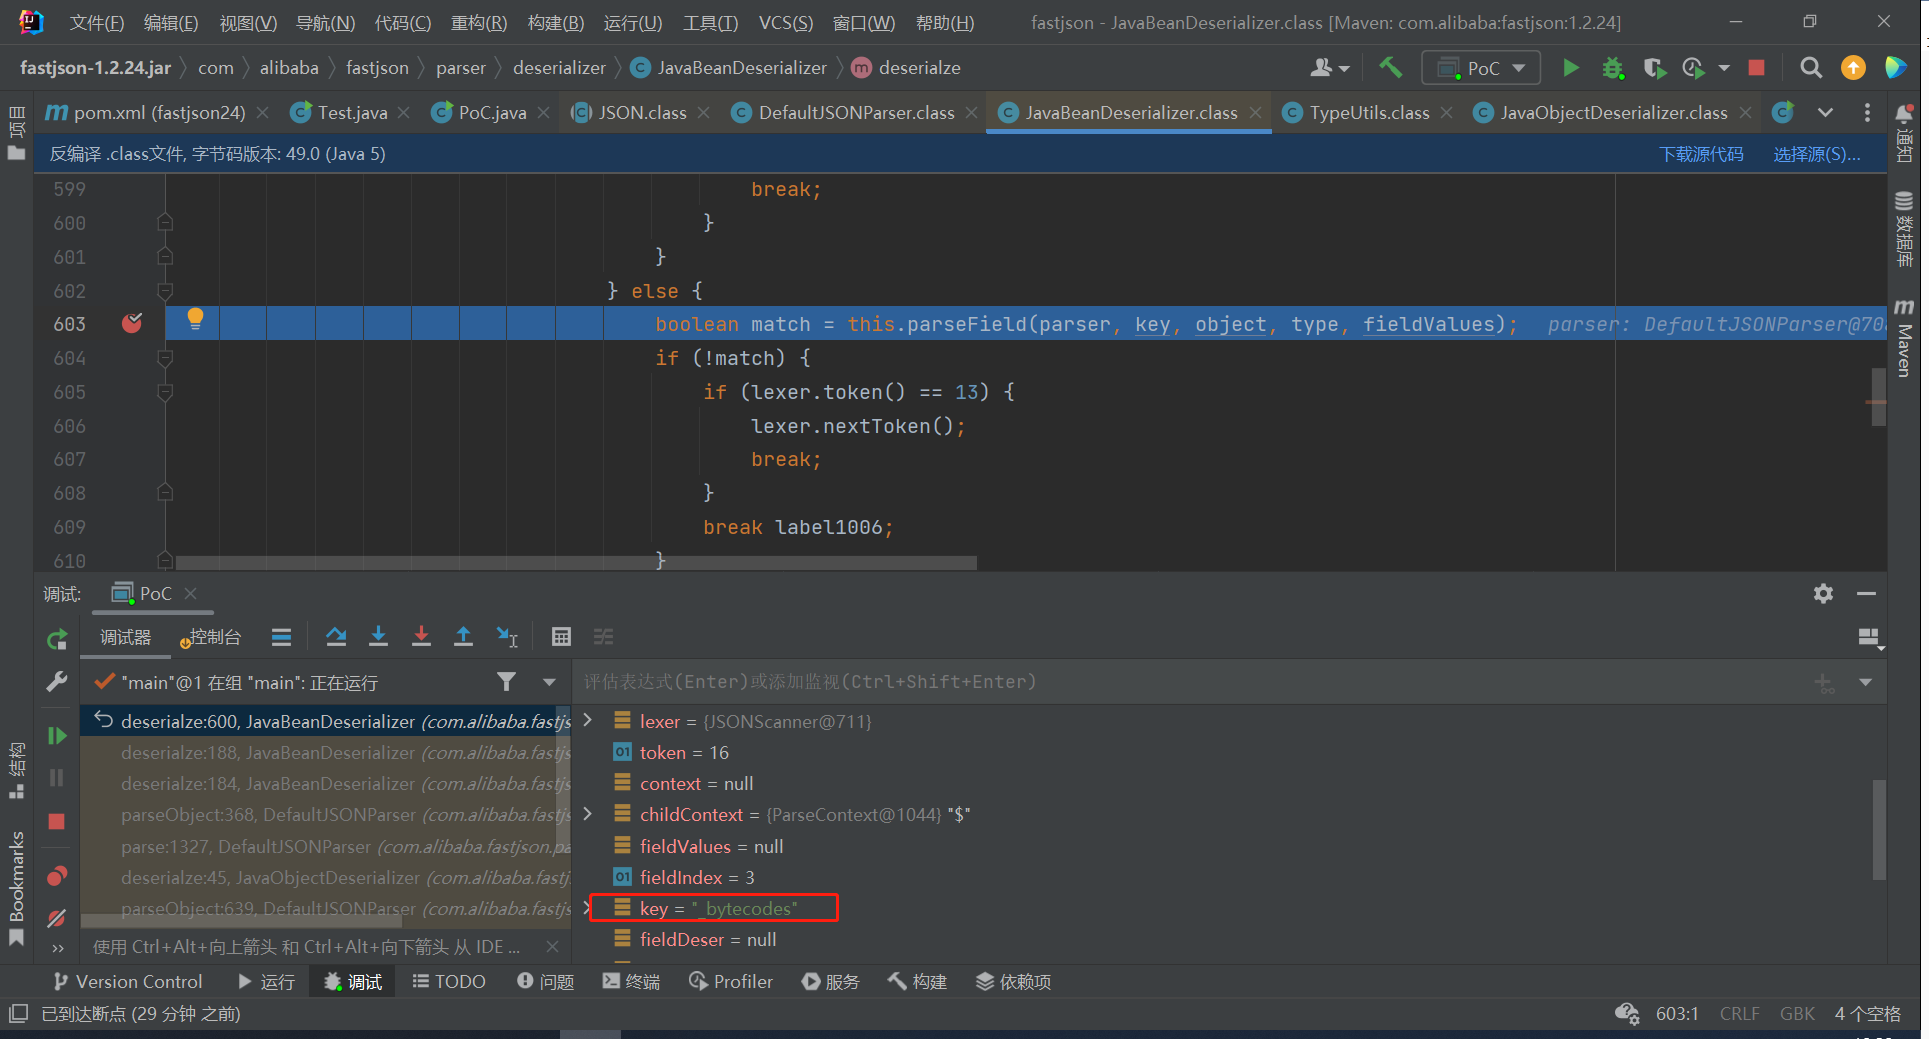 文件(F) 编辑(E) 视图(V) 导航(N) 代码(C) 重构(R) 构建(B) 运行(U) 工具(T) VCS(S) 窗口(W) 帮助(H) fastjson - JavaBeanDeserializer.class [Maven: com.alibaba:fastjson:1.2.24]
fastjson-1.2.24.jar com alibaba fastjson parser deserializer JavaBeanDeserializer deserialze PoC
pom.xml (fastjson24) Test.java PoC.java JSON.class DefaultJSONParser.class JavaBeanDeserializer.class TypeUtils.class JavaObjectDeserializer.class
反编译 .class文件, 字节码版本: 49.0 (Java 5) 下载源代码 选择源(S)...
599 break;
600 }
601 }
602 } else {
603 boolean match = this.parseField(parser, key, object, type, fieldValues); parser: DefaultJSONParser@70
604 if (!match) {
605 if (lexer.token() == 13) {
606 lexer.nextToken();
607 break;
608 }
609 break label1006;
610 }
项目
结构
Bookmarks
通知
数据库
Maven
调试: PoC
调试器 控制台
"main"@1 在组 "main": 正在运行
评估表达式(Enter)或添加监视(Ctrl+Shift+Enter)
deserialze:600, JavaBeanDeserializer (com.alibaba.fastjs
deserialze:188, JavaBeanDeserializer (com.alibaba.fastjs
deserialze:184, JavaBeanDeserializer (com.alibaba.fastjs
parseObject:368, DefaultJSONParser (com.alibaba.fastjso
parse:1327, DefaultJSONParser (com.alibaba.fastjson.pa
deserialze:45, JavaObjectDeserializer (com.alibaba.fastj
parseObject:639, DefaultJSONParser (com.alibaba.fastjso
使用 Ctrl+Alt+向上箭头 和 Ctrl+Alt+向下箭头 从 IDE ...
lexer = {JSONScanner@711}
token = 16
context = null
childContext = {ParseContext@1044} "$"
fieldValues = null
fieldIndex = 3
key = "_bytecodes"
fieldDeser = null
Version Control 运行 调试 TODO 问题 终端 Profiler 服务 构建 依赖项
已到达断点 (29 分钟 之前) 603:1 CRLF GBK 4 个空格